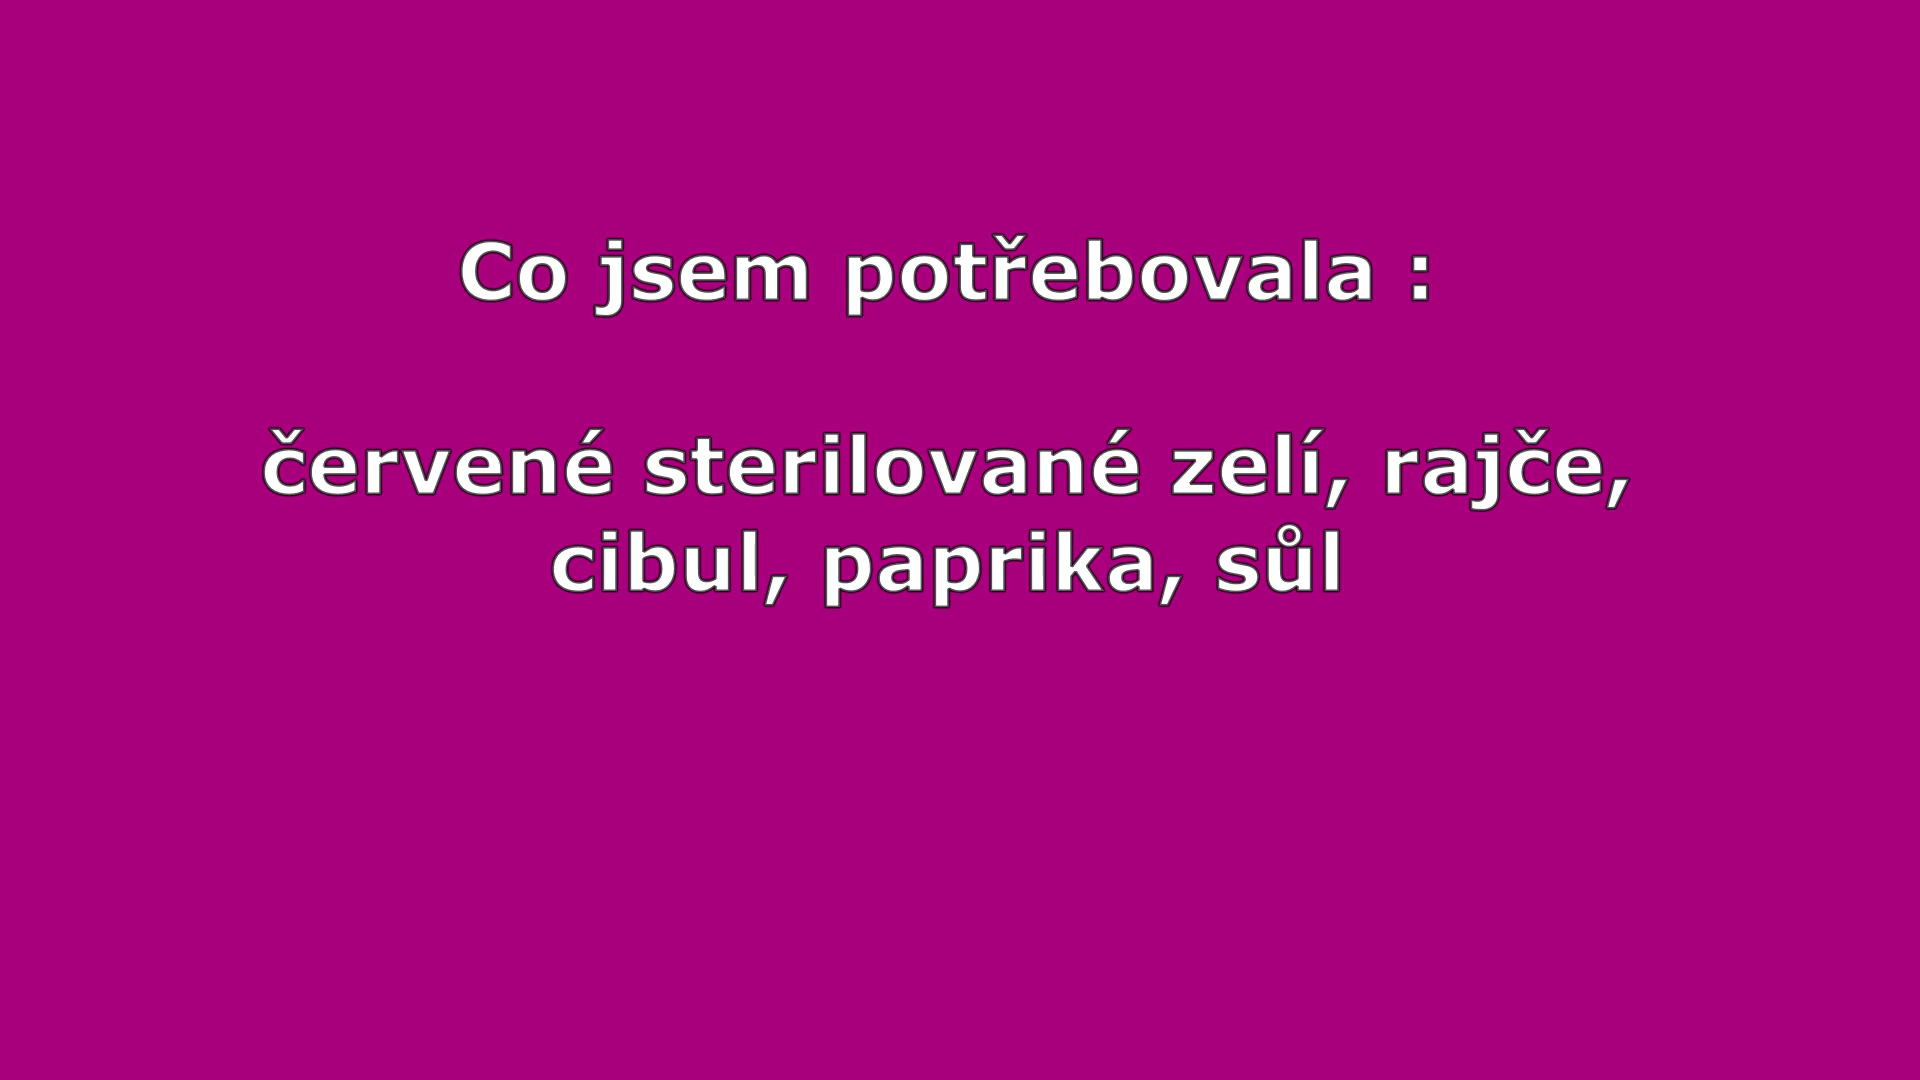 Co jsem potřebovala :
červené sterilované zelí, rajče,
cibul, paprika, sůl